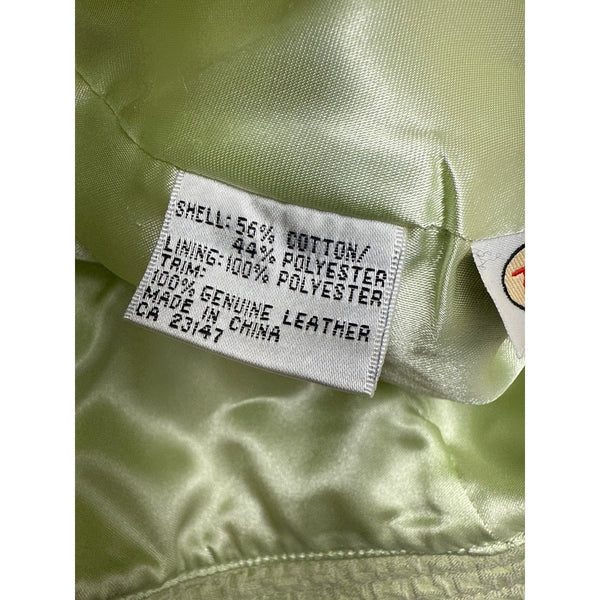 SHELL: 56% COTTON/
44% POLYESTER
LINING: 100% POLYESTER
TRIM:
100% GENUINE LEATHER
MADE IN CHINA
CA 23147